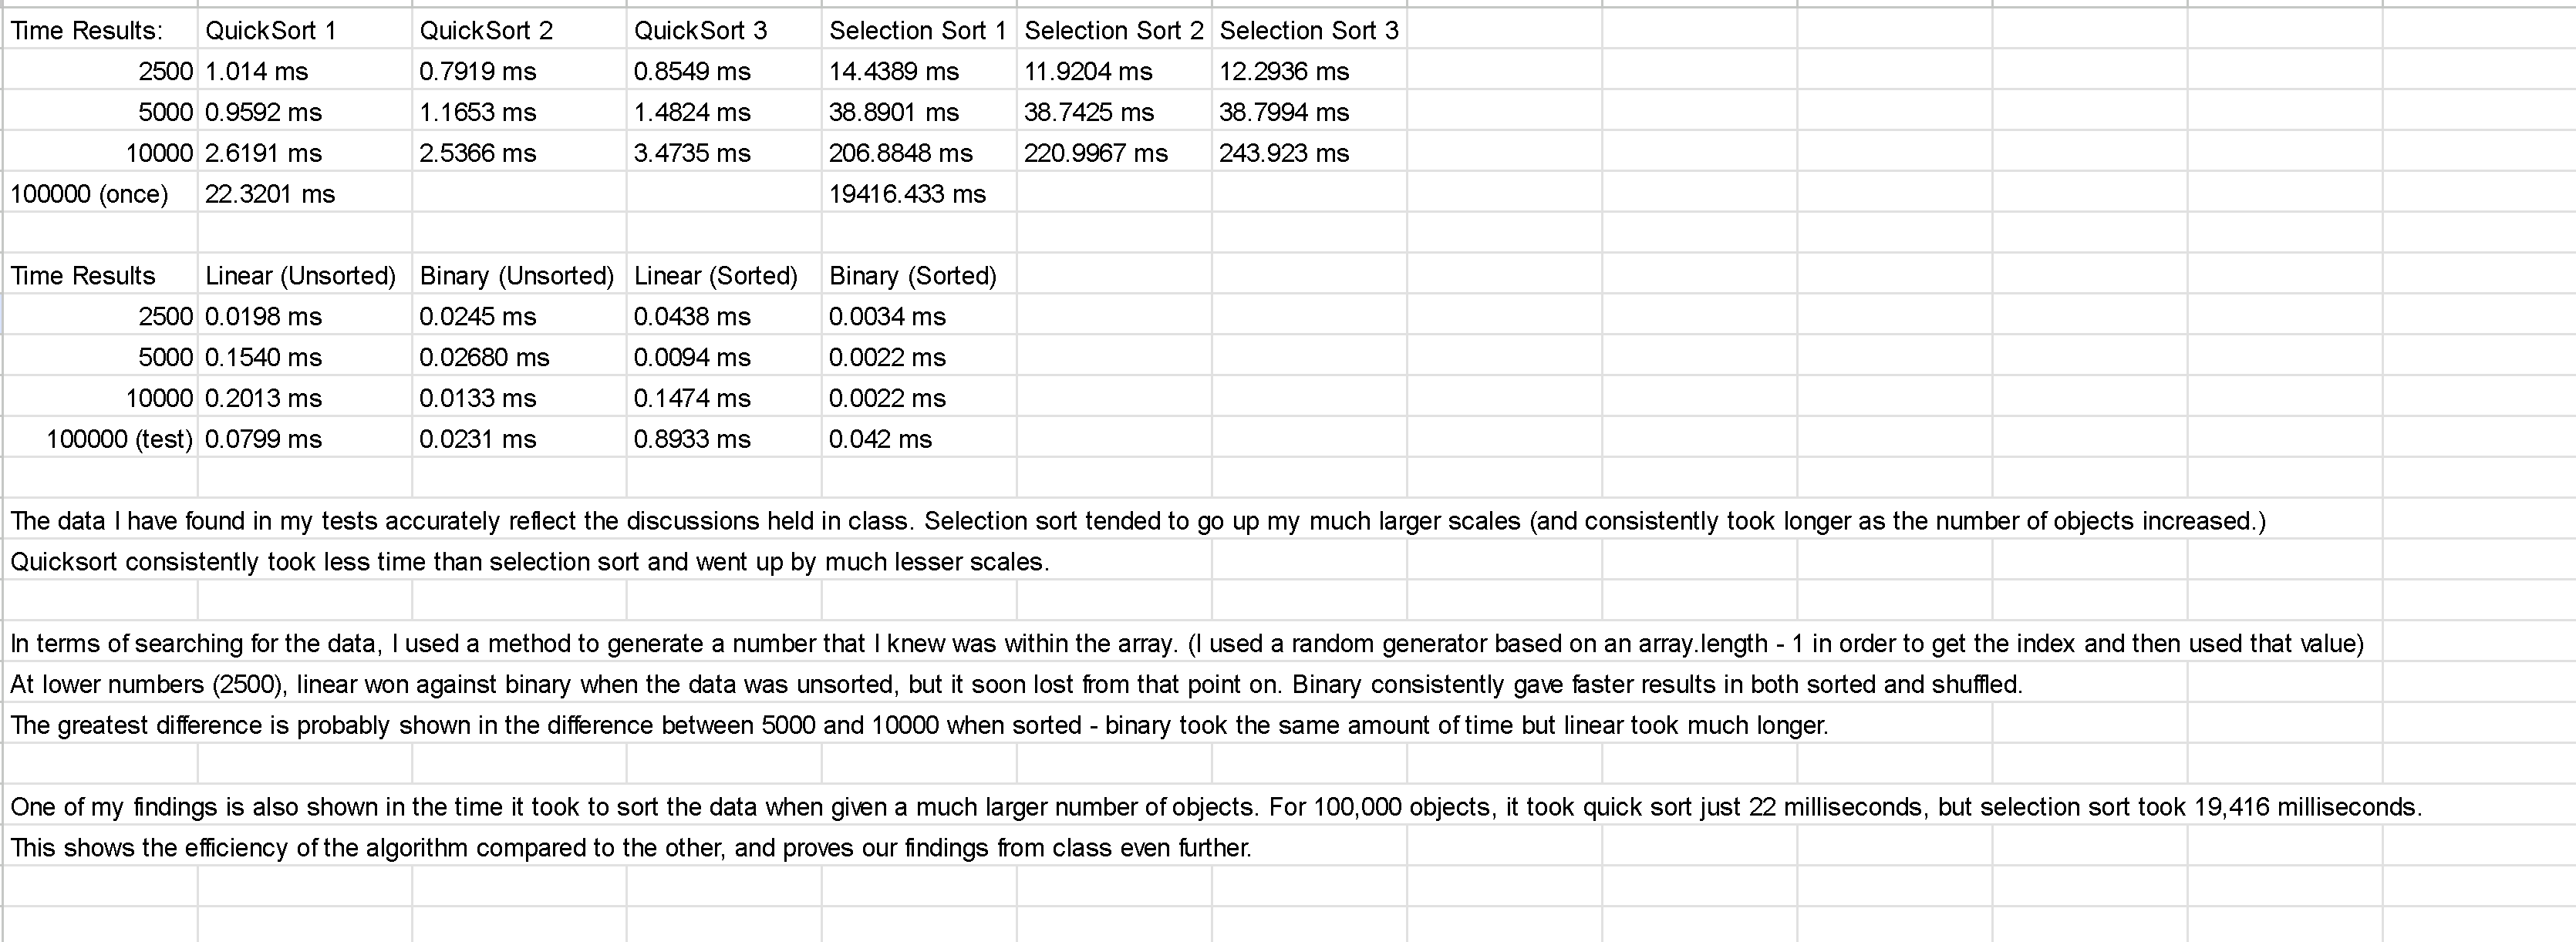 Time Results: QuickSort 1 QuickSort 2 QuickSort 3 Selection Sort 1 Selection Sort 2 Selection Sort 3
2500 1.014 ms 0.7919 ms 0.8549 ms 14.4389 ms 11.9204 ms 12.2936 ms
5000 0.9592 ms 1.1653 ms 1.4824 ms 38.8901 ms 38.7425 ms 38.7994 ms
10000 2.6191 ms 2.5366 ms 3.4735 ms 206.8848 ms 220.9967 ms 243.923 ms
100000 (once) 22.3201 ms 19416.433 ms
Time Results Linear (Unsorted) Binary (Unsorted) Linear (Sorted) Binary (Sorted)
2500 0.0198 ms 0.0245 ms 0.0438 ms 0.0034 ms
5000 0.1540 ms 0.02680 ms 0.0094 ms 0.0022 ms
10000 0.2013 ms 0.0133 ms 0.1474 ms 0.0022 ms
100000 (test) 0.0799 ms 0.0231 ms 0.8933 ms 0.042 ms
The data I have found in my tests accurately reflect the discussions held in class. Selection sort tended to go up my much larger scales (and consistently took longer as the number of objects increased.)
Quicksort consistently took less time than selection sort and went up by much lesser scales.
In terms of searching for the data, I used a method to generate a number that I knew was within the array. (I used a random generator based on an array.length - 1 in order to get the index and then used that value)
At lower numbers (2500), linear won against binary when the data was unsorted, but it soon lost from that point on. Binary consistently gave faster results in both sorted and shuffled.
The greatest difference is probably shown in the difference between 5000 and 10000 when sorted - binary took the same amount of time but linear took much longer.
One of my findings is also shown in the time it took to sort the data when given a much larger number of objects. For 100,000 objects, it took quick sort just 22 milliseconds, but selection sort took 19,416 milliseconds.
This shows the efficiency of the algorithm compared to the other, and proves our findings from class even further.